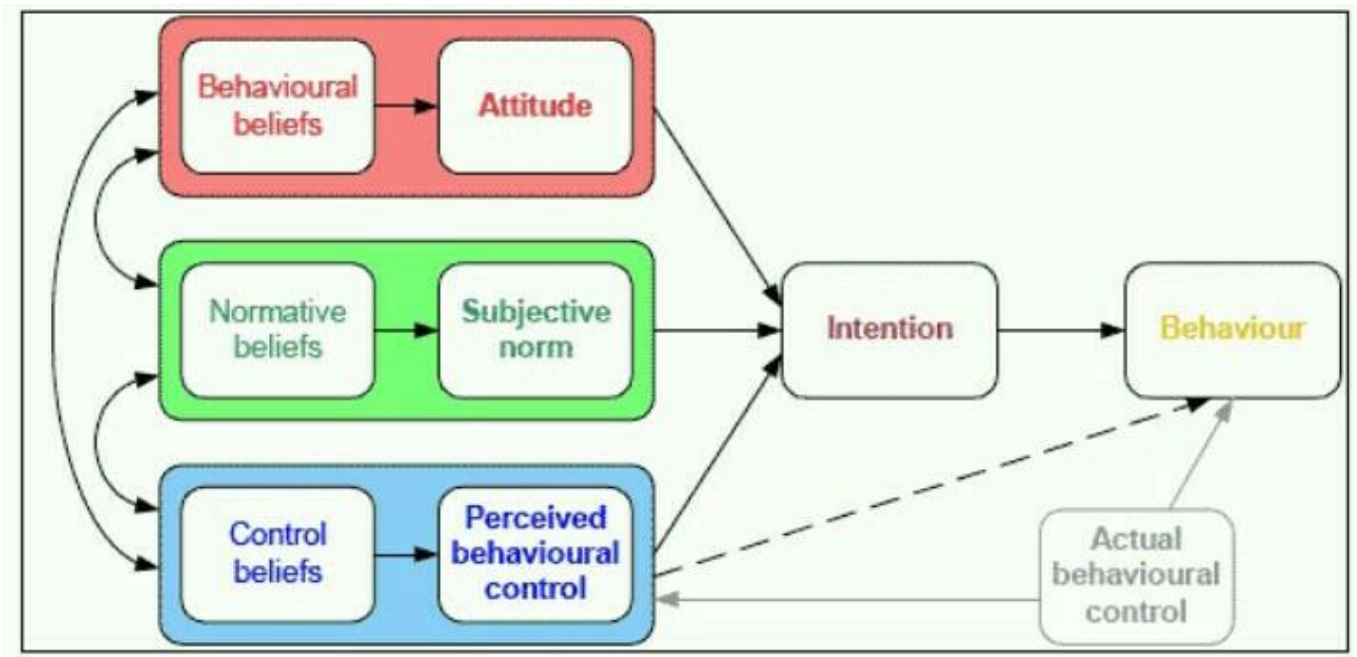 Behavioural
beliefs
Attitude
Normative
beliefs
Subjective
norm
Intention
Behaviour
Control
beliefs
Perceived
behavioural
control
Actual
behavioural
control